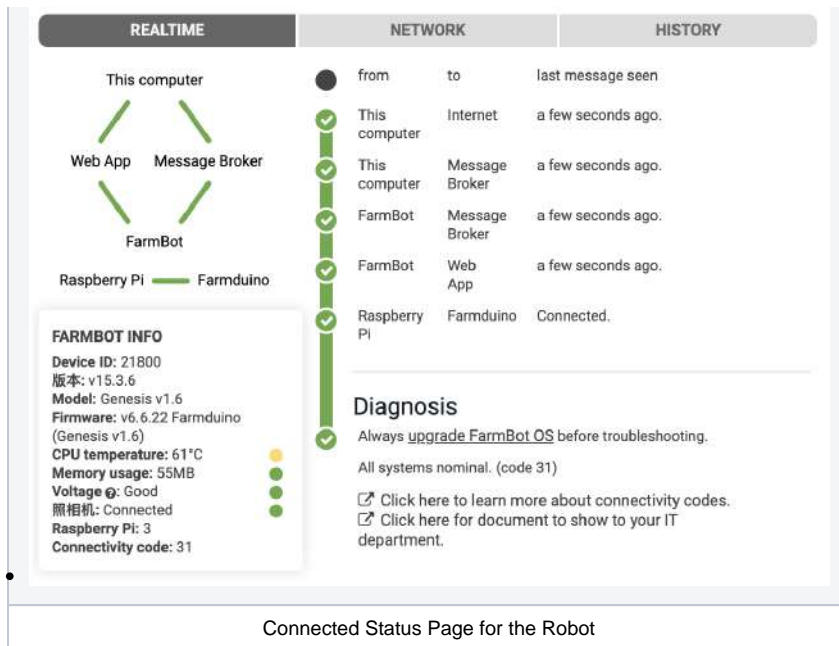 REALTIME
NETWORK
HISTORY
This computer
Web App Message Broker
FarmBot
Raspberry Pi Farmduino
FARMBOT INFO
Device ID: 21800
版本: v15.3.6
Model: Genesis v1.6
Firmware: v6.6.22 Farmduino
(Genesis v1.6)
CPU temperature: 61°C
Memory usage: 55MB
Voltage : Good
照相机: Connected
Raspberry Pi: 3
Connectivity code: 31
from to last message seen
This Internet a few seconds ago.
computer
This Message a few seconds ago.
computer Broker
FarmBot Message a few seconds ago.
Broker
FarmBot Web a few seconds ago.
App
Raspberry Farmduino Connected.
Pi
Diagnosis
Always upgrade FarmBot OS before troubleshooting.
All systems nominal. (code 31)
Click here to learn more about connectivity codes.
Click here for document to show to your IT
department.
Connected Status Page for the Robot